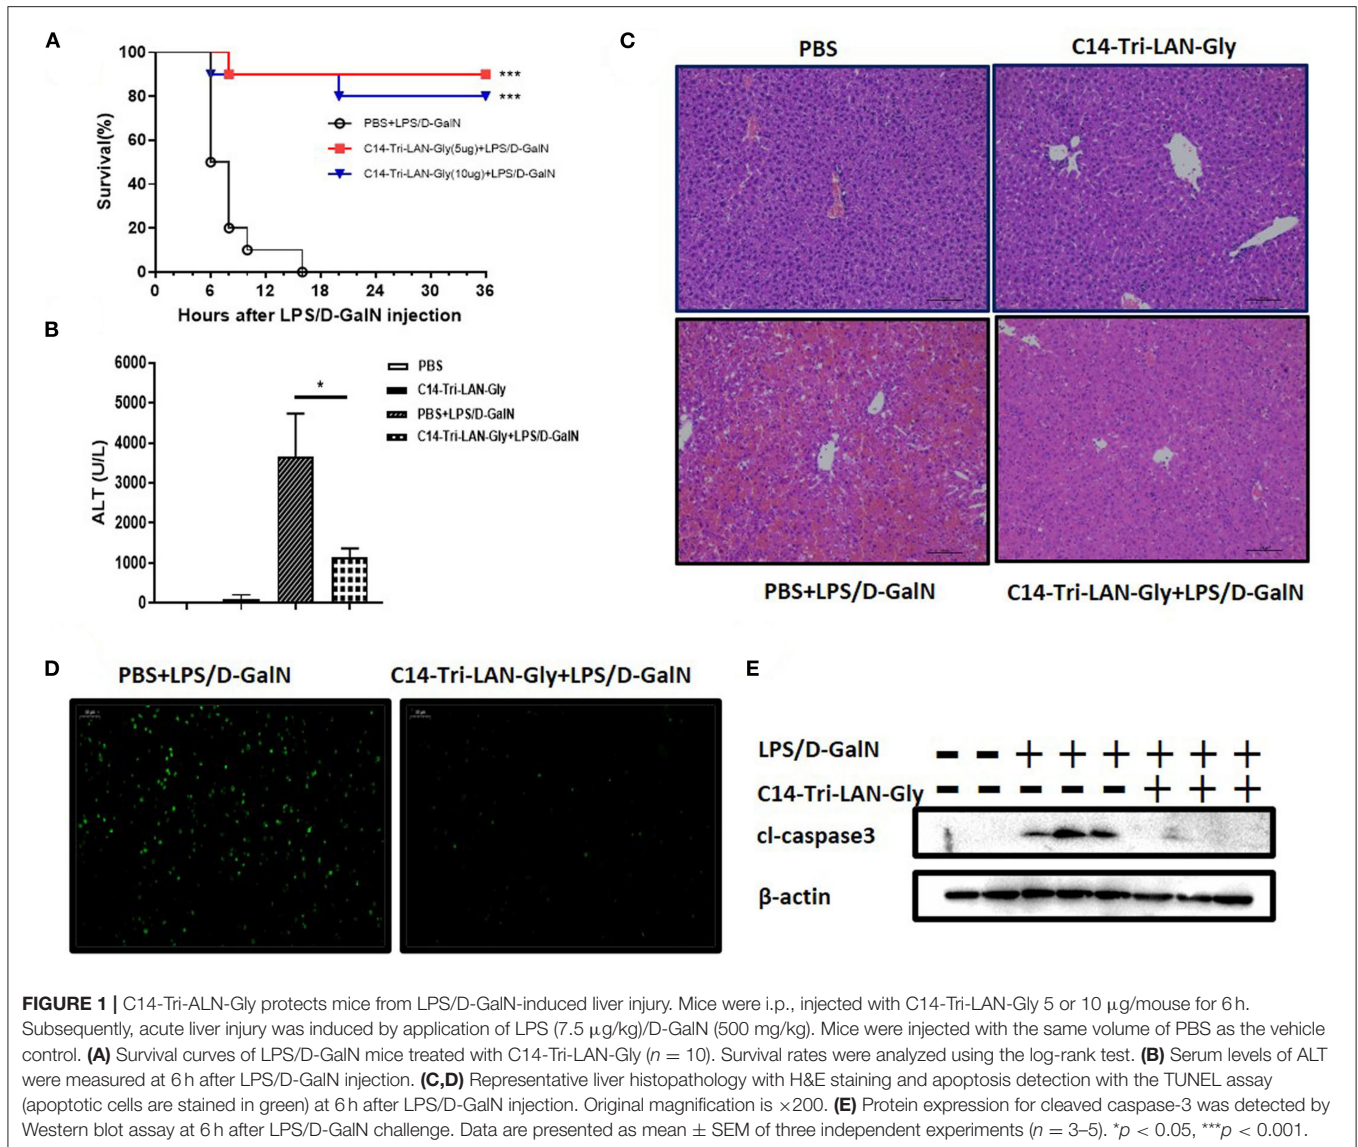 A
100
80
60
40
20
0
Survival(%)
0 6 12 18 24 30 36
Hours after LPS/D-GalN injection
***
***
PBS+LPS/D-GalN
C14-Tri-LAN-Gly(5ug)+LPS/D-GalN
C14-Tri-LAN-Gly(10ug)+LPS/D-GalN
B
6000
5000
4000
3000
2000
1000
0
ALT (U/L)
*
PBS
C14-Tri-LAN-Gly
PBS+LPS/D-GalN
C14-Tri-LAN-Gly+LPS/D-GalN
C
PBS
C14-Tri-LAN-Gly
PBS+LPS/D-GalN
C14-Tri-LAN-Gly+LPS/D-GalN
D
PBS+LPS/D-GalN
C14-Tri-LAN-Gly+LPS/D-GalN
E
LPS/D-GalN - - + + + + + +
C14-Tri-LAN-Gly - - - - - + + +
cl-caspase3
β-actin
FIGURE 1 | C14-Tri-ALN-Gly protects mice from LPS/D-GalN-induced liver injury. Mice were i.p., injected with C14-Tri-LAN-Gly 5 or 10 μg/mouse for 6 h.
Subsequently, acute liver injury was induced by application of LPS (7.5 μg/kg)/D-GalN (500 mg/kg). Mice were injected with the same volume of PBS as the vehicle
control. (A) Survival curves of LPS/D-GalN mice treated with C14-Tri-LAN-Gly (n = 10). Survival rates were analyzed using the log-rank test. (B) Serum levels of ALT
were measured at 6 h after LPS/D-GalN injection. (C,D) Representative liver histopathology with H&E staining and apoptosis detection with the TUNEL assay
(apoptotic cells are stained in green) at 6 h after LPS/D-GalN injection. Original magnification is ×200. (E) Protein expression for cleaved caspase-3 was detected by
Western blot assay at 6 h after LPS/D-GalN challenge. Data are presented as mean ± SEM of three independent experiments (n = 3–5). *p < 0.05, ***p < 0.001.